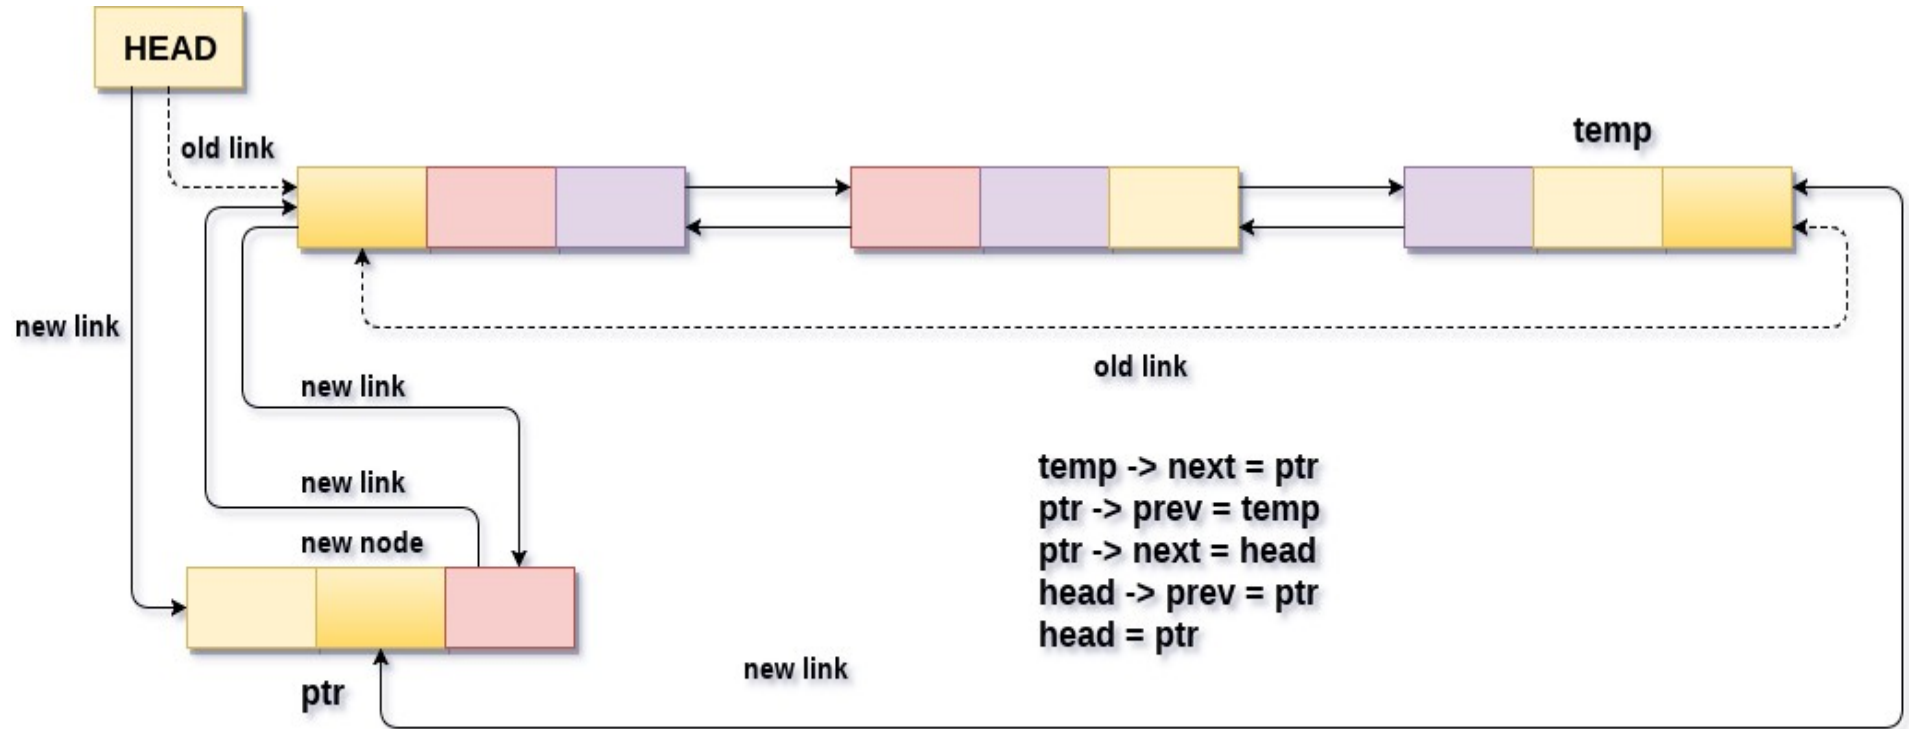 HEAD
old link
temp
new link
old link
new link
new link
new node
temp -> next = ptr
ptr -> prev = temp
ptr -> next = head
head -> prev = ptr
head = ptr
new link
ptr